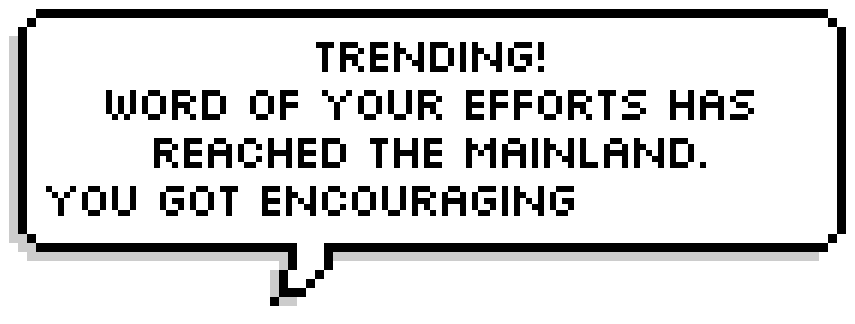 TRENDING!
WORD OF YOUR EFFORTS HAS
REACHED THE MAINLAND.
YOU GOT ENCOURAGING